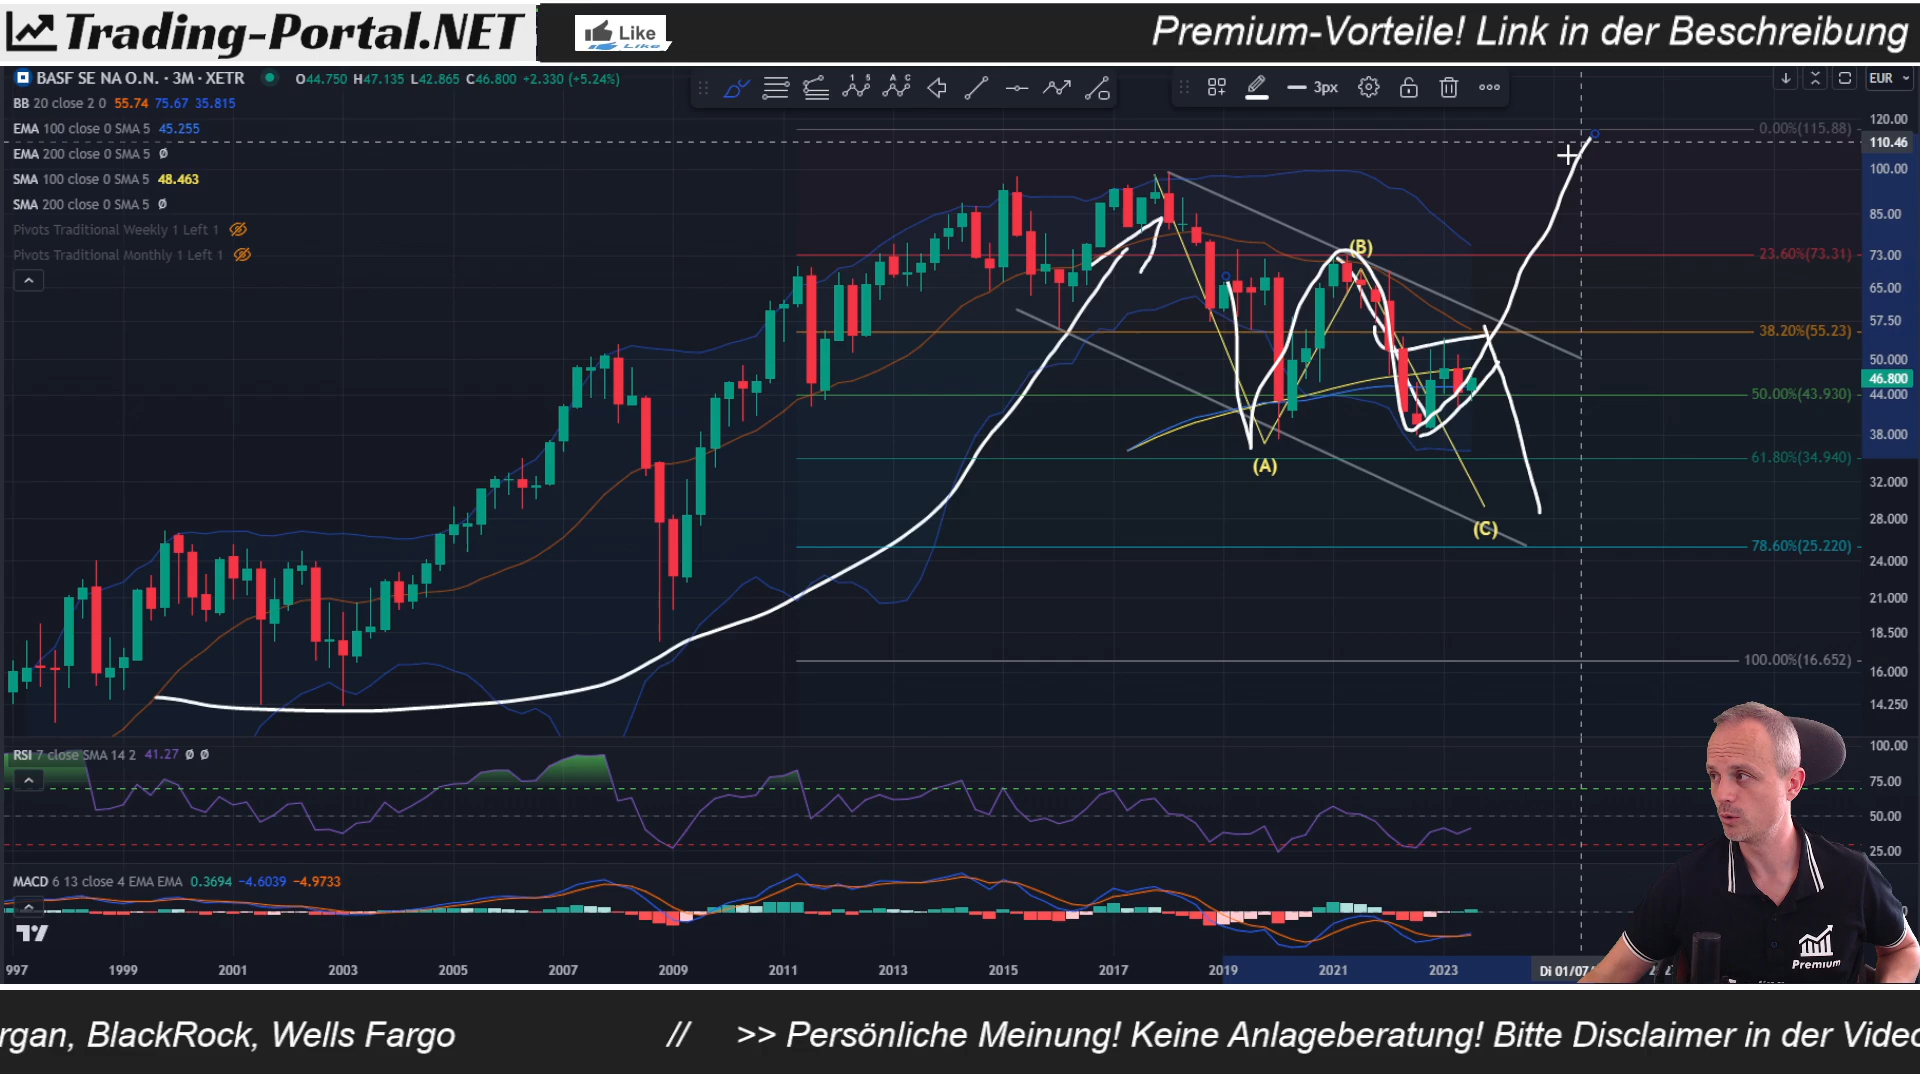 Trading-Portal.NET
Like
Like
Premium-Vorteile! Link in der Beschreibung
BASF SE NA O.N. · 3M · XETR O44.750 H47.135 L42.865 C46.800 +2.330 (+5.24%)
3px
EUR
BB 20 close 2 0 55.74 75.67 35.815
EMA 100 close 0 SMA 5 45.255
EMA 200 close 0 SMA 5 Ø
SMA 100 close 0 SMA 5 48.463
SMA 200 close 0 SMA 5 Ø
Pivots Traditional Weekly 1 Left 1
Pivots Traditional Monthly 1 Left 1
0.00%(115.88)
23.60%(73.31)
38.20%(55.23)
50.00%(43.930)
61.80%(34.940)
78.60%(25.220)
100.00%(16.652)
(A)
(B)
(C)
120.00
110.46
100.00
85.00
73.00
65.00
57.50
50.000
46.800
44.000
38.000
32.000
28.000
24.000
21.000
18.500
16.000
14.250
RSI 7 close SMA 14 2 41.27 Ø Ø
100.00
75.00
50.00
25.00
MACD 6 13 close 4 EMA EMA 0.3694 -4.6039 -4.9733
997 1999 2001 2003 2005 2007 2009 2011 2013 2015 2017 2019 2021 2023 Di 01/07/
Premium
rgan, BlackRock, Wells Fargo // >> Persönliche Meinung! Keine Anlageberatung! Bitte Disclaimer in der Video